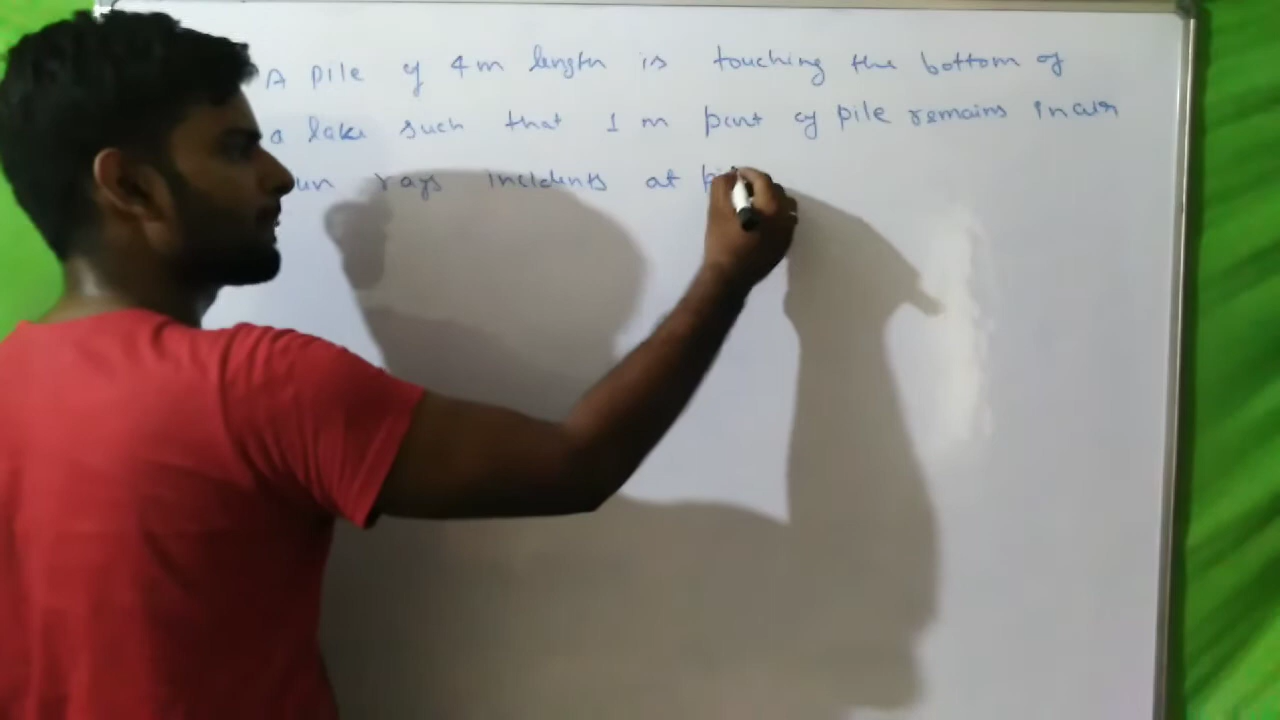 A pile of 4m length is touching the bottom of
a lake such that 1 m part of pile remains in air
rays incidents at